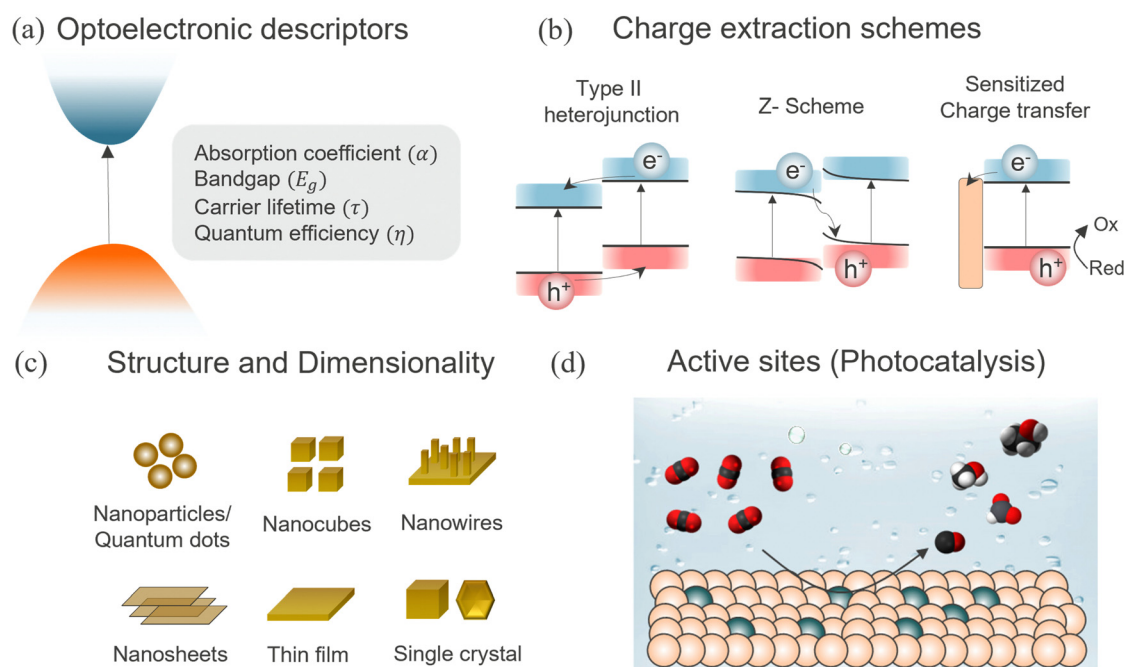 (a) Optoelectronic descriptors
Absorption coefficient (α)
Bandgap (E_g)
Carrier lifetime (τ)
Quantum efficiency (η)
(b) Charge extraction schemes
Type II
heterojunction
e⁻
h⁺
Z- Scheme
e⁻
h⁺
Sensitized
Charge transfer
e⁻
h⁺
Ox
Red
(c) Structure and Dimensionality
Nanoparticles/
Quantum dots
Nanocubes
Nanowires
Nanosheets
Thin film
Single crystal
(d) Active sites (Photocatalysis)